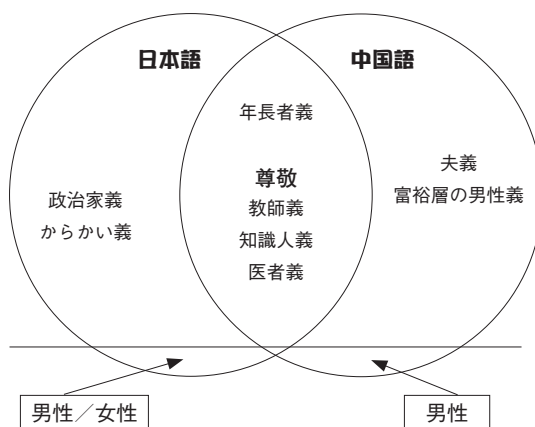 日本語
中国語
年長者義
尊敬
教師義
知識人義
医者義
政治家義
からかい義
夫義
富裕層の男性義
男性／女性
男性